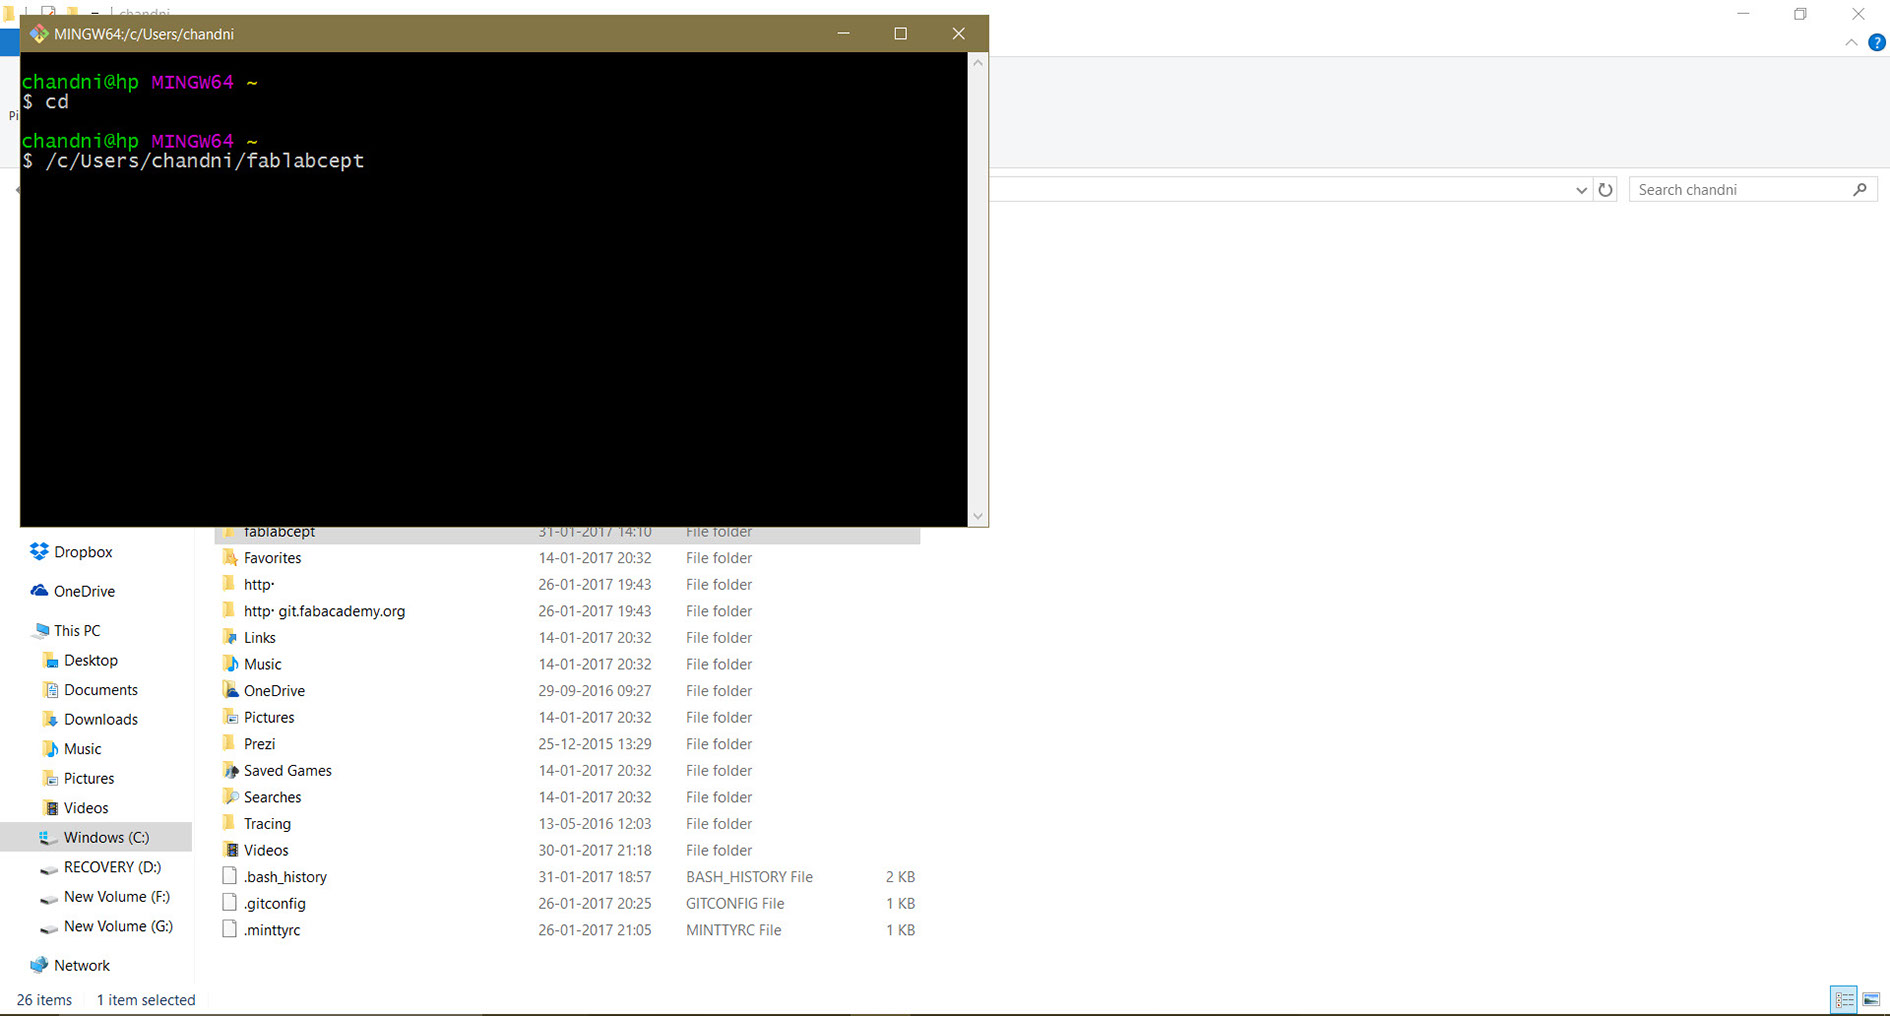 chandni
MINGW64:/c/Users/chandni
chandni@hp MINGW64 ~
$ cd
Pi
chandni@hp MINGW64 ~
$ /c/Users/chandni/fablabcept
Search chandni
fablabcept 31-01-2017 14:10 File folder
Dropbox
Favorites 14-01-2017 20:32 File folder
http· 26-01-2017 19:43 File folder
OneDrive
http· git.fabacademy.org 26-01-2017 19:43 File folder
This PC
Links 14-01-2017 20:32 File folder
Desktop
Music 14-01-2017 20:32 File folder
Documents
OneDrive 29-09-2016 09:27 File folder
Downloads
Pictures 14-01-2017 20:32 File folder
Music
Prezi 25-12-2015 13:29 File folder
Pictures
Saved Games 14-01-2017 20:32 File folder
Videos
Searches 14-01-2017 20:32 File folder
Windows (C:)
Tracing 13-05-2016 12:03 File folder
RECOVERY (D:)
Videos 30-01-2017 21:18 File folder
New Volume (F:)
.bash_history 31-01-2017 18:57 BASH_HISTORY File 2 KB
New Volume (G:)
.gitconfig 26-01-2017 20:25 GITCONFIG File 1 KB
.minttyrc 26-01-2017 21:05 MINTTYRC File 1 KB
Network
26 items 1 item selected